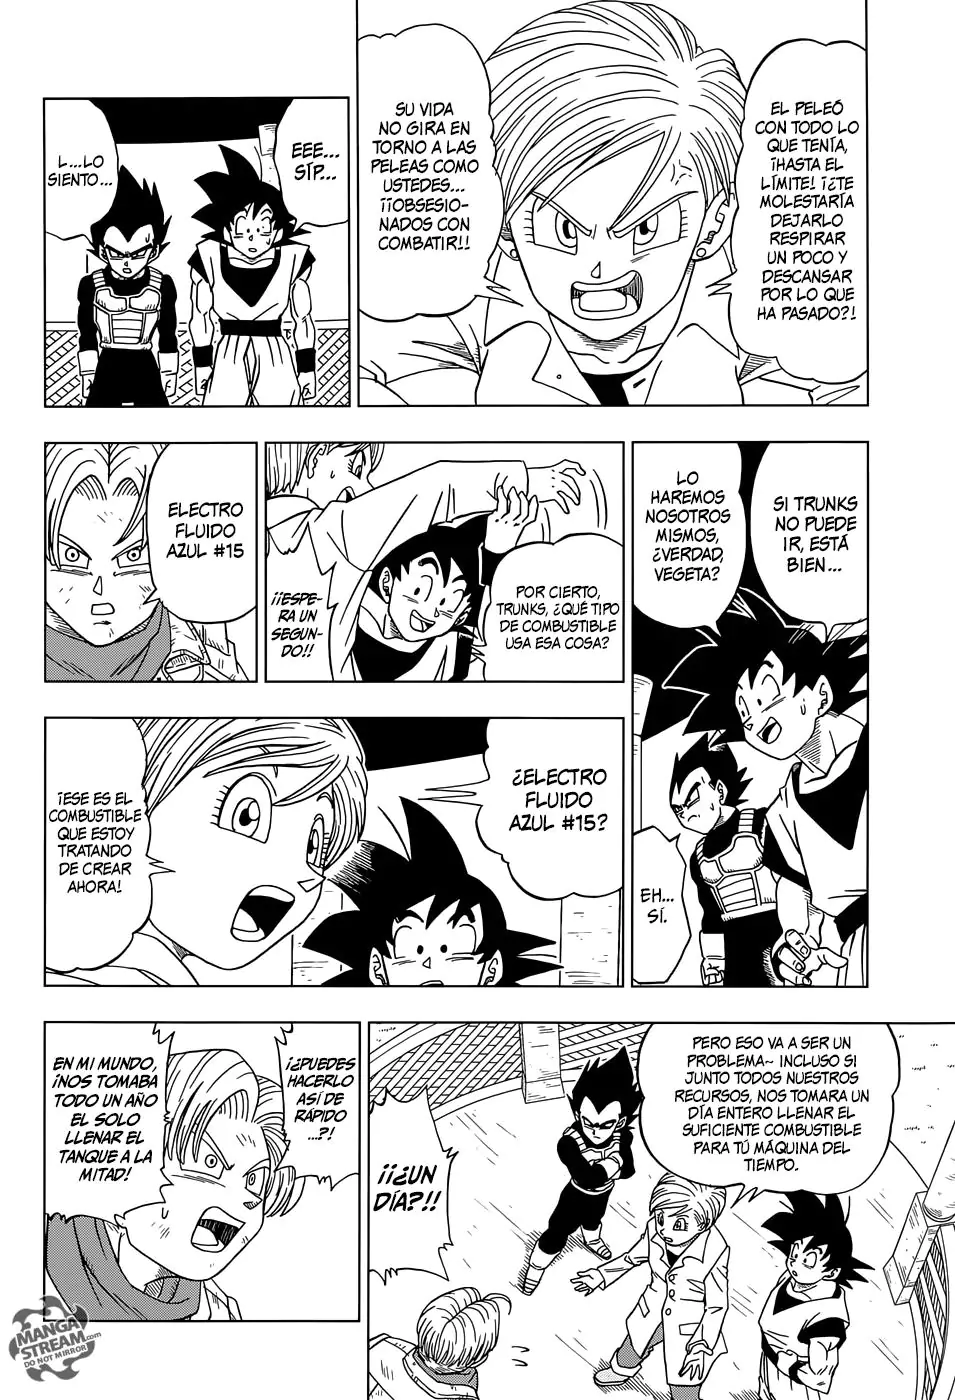 EL PELEÓ
CON TODO LO
QUE TENÍA,
¡HASTA EL
LÍMITE! ¡¿TE
MOLESTARÍA
DEJARLO
RESPIRAR
UN POCO Y
DESCANSAR
POR LO QUE
HA PASADO?!
SU VIDA
NO GIRA EN
TORNO A LAS
PELEAS COMO
USTEDES...
¡¡OBSESIO-
NADOS CON
COMBATIR!!
EEE...
SÍP...
L...LO
SIENTO...
SI TRUNKS
NO PUEDE
IR, ESTÁ
BIEN...
LO
HAREMOS
NOSOTROS
MISMOS,
¿VERDAD,
VEGETA?
EH...
SÍ.
POR CIERTO,
TRUNKS, ¿QUÉ TIPO
DE COMBUSTIBLE
USA ESA COSA?
¡¡ESPE-
RA UN
SEGUN-
DO!!
ELECTRO
FLUIDO
AZUL #15
¿ELECTRO
FLUIDO
AZUL #15?
¡ESE ES EL
COMBUSTIBLE
QUE ESTOY
TRATANDO
DE CREAR
AHORA!
PERO ESO VA A SER UN
PROBLEMA~ INCLUSO SI
JUNTO TODOS NUESTROS
RECURSOS, NOS TOMARA UN
DÍA ENTERO LLENAR EL
SUFICIENTE COMBUSTIBLE
PARA TÚ MÁQUINA DEL
TIEMPO.
¡¡¿UN
DÍA?!!
¡¿PUEDES
HACERLO
ASÍ DE
RÁPIDO
...?!
EN MI MUNDO,
¡NOS TOMABA
TODO UN AÑO
EL SOLO
LLENAR EL
TANQUE A LA
MITAD!
MANGA
STREAM.com
DO NOT MIRROR